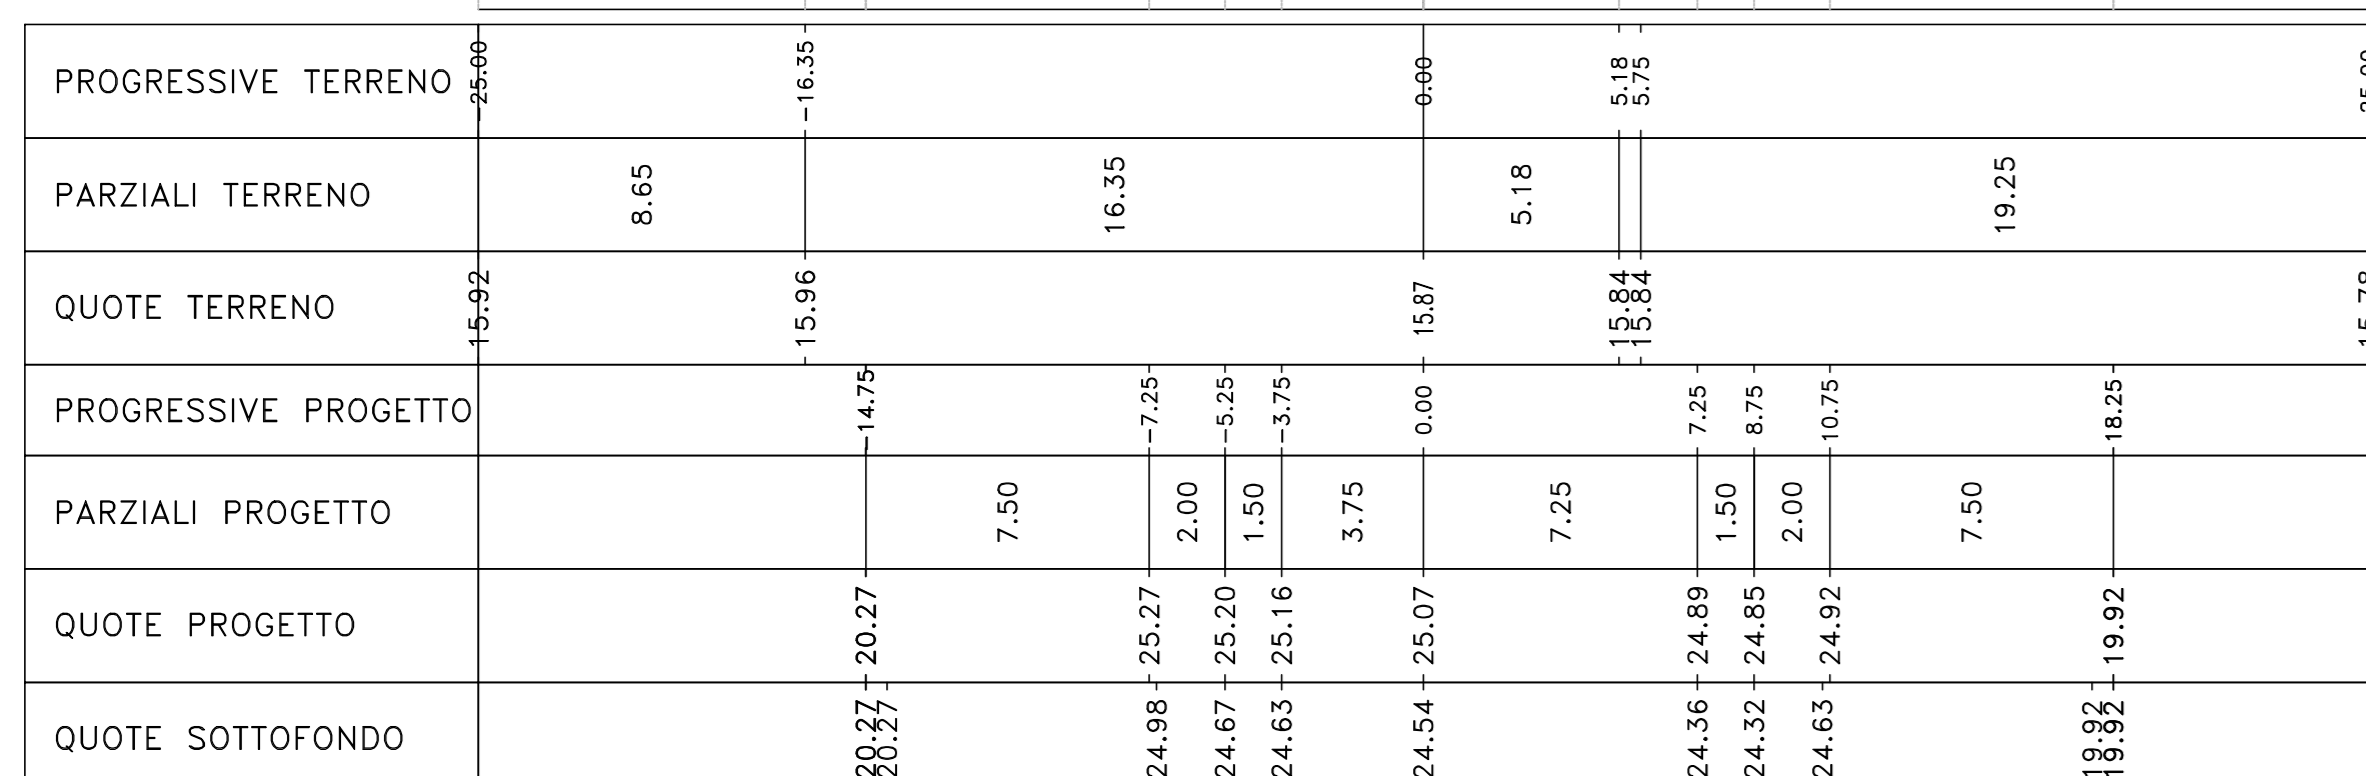 PROGRESSIVE TERRENO -25.00 -16.35 0.00 5.18 5.75
PARZIALI TERRENO 8.65 16.35 5.18 19.25
QUOTE TERRENO 15.92 15.96 15.87 15.84 15.84
PROGRESSIVE PROGETTO -14.75 -7.25 -5.25 -3.75 0.00 7.25 8.75 10.75 18.25
PARZIALI PROGETTO 7.50 2.00 1.50 3.75 7.25 1.50 2.00 7.50
QUOTE PROGETTO 20.27 25.27 25.20 25.16 25.07 24.89 24.85 24.92 19.92
QUOTE SOTTOFONDO 20.27 20.27 24.98 24.67 24.63 24.54 24.36 24.32 24.63 19.92 19.92